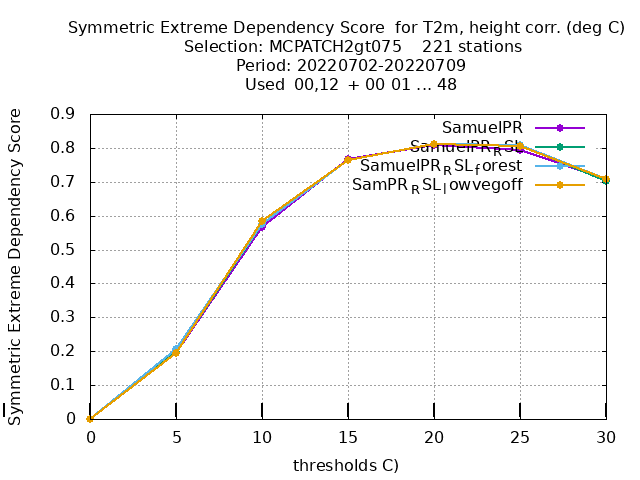 Symmetric Extreme Dependency Score for T2m, height corr. (deg C)
Selection: MCPATCH2gt075 221 stations
Period: 20220702-20220709
Used 00,12 + 00 01 ... 48
Symmetric Extreme Dependency Score
0.9
0.8
0.7
0.6
0.5
0.4
0.3
0.2
0.1
0
SamuelPR
SamuelPR_RSL
SamuelPR_RSL_forest
SamPR_RSL_lowvegoff
0 5 10 15 20 25 30
thresholds C)